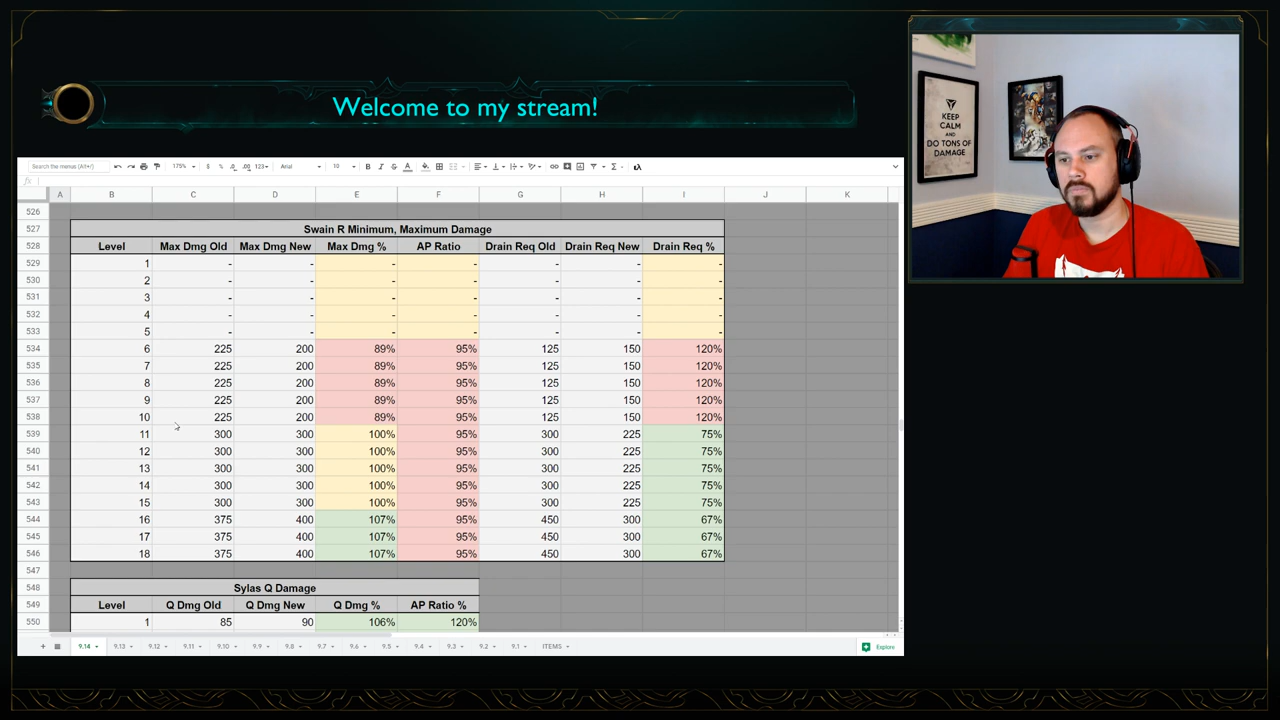 Welcome to my stream!
KEEP
CALM
AND
DO TONS OF
DAMAGE
Search the menus (Alt+/) 175% $ % .0 .00 123 Arial 10 B I S A
fx
A B C D E F G H I J K
526
527 Swain R Minimum, Maximum Damage
528 Level Max Dmg Old Max Dmg New Max Dmg % AP Ratio Drain Req Old Drain Req New Drain Req %
529 1 - - - - - - -
530 2 - - - - - - -
531 3 - - - - - - -
532 4 - - - - - - -
533 5 - - - - - - -
534 6 225 200 89% 95% 125 150 120%
535 7 225 200 89% 95% 125 150 120%
536 8 225 200 89% 95% 125 150 120%
537 9 225 200 89% 95% 125 150 120%
538 10 225 200 89% 95% 125 150 120%
539 11 300 300 100% 95% 300 225 75%
540 12 300 300 100% 95% 300 225 75%
541 13 300 300 100% 95% 300 225 75%
542 14 300 300 100% 95% 300 225 75%
543 15 300 300 100% 95% 300 225 75%
544 16 375 400 107% 95% 450 300 67%
545 17 375 400 107% 95% 450 300 67%
546 18 375 400 107% 95% 450 300 67%
547
548 Sylas Q Damage
549 Level Q Dmg Old Q Dmg New Q Dmg % AP Ratio %
550 1 85 90 106% 120%
9.14 9.13 9.12 9.11 9.10 9.9 9.8 9.7 9.6 9.5 9.4 9.3 9.2 9.1 ITEMS Explore